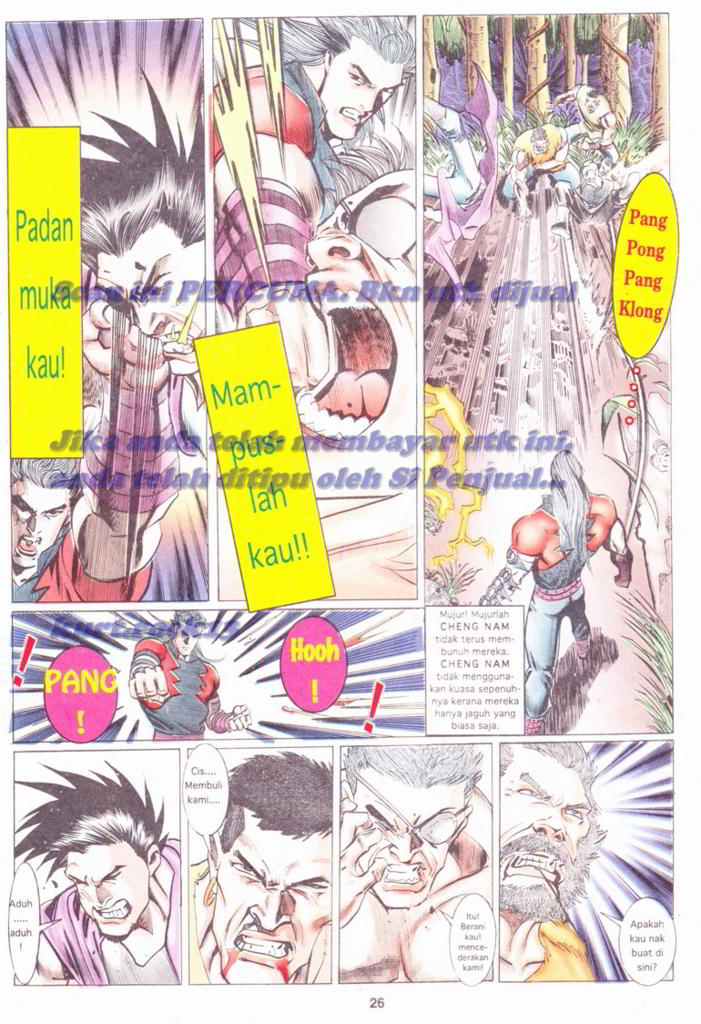 Padan
muka
kau!
Mam-
pus-
lah
kau!!
Pang
Pong
Pang
Klong
Scan ini PERCUMA. Bkn utk dijual
Jika anda telah membayar utk ini,
anda telah ditipu oleh Si Penjual...
Mujur! Mujurlah
CHENG NAM
tidak terus mem-
bunuh mereka.
CHENG NAM
tidak mengguna-
kan kuasa sepenuh-
nya kerana mereka
hanya jaguh yang
biasa saja.
!!
PANG
!
Hooh
!
!!
Aduh
.....
aduh
!
Cis....
Membuli
kami....
Itu!
Berani
kau!
mence-
derakan
kami!
Apakah
kau nak
buat di
sini?
26